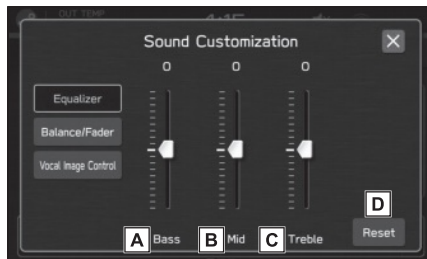 OUT TEMP
Sound Customization
0 0 0
Equalizer
Balance/Fader
Vocal Image Control
D
Reset
A Bass B Mid C Treble